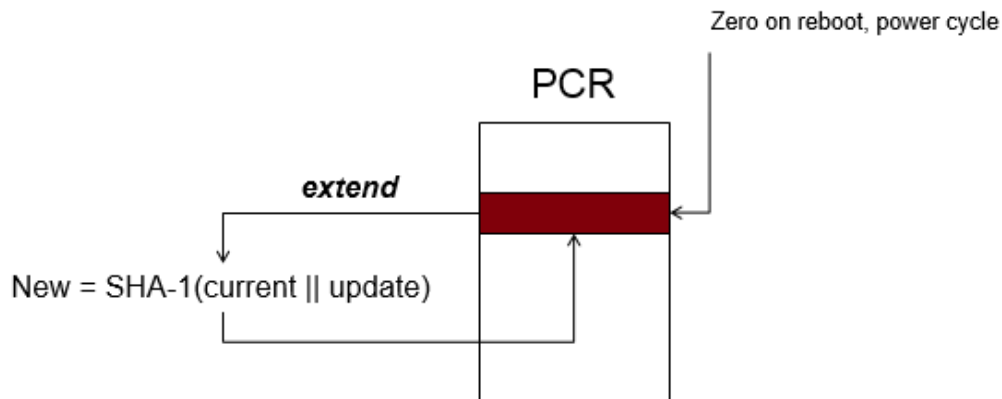 Zero on reboot, power cycle
PCR
extend
New = SHA-1(current || update)